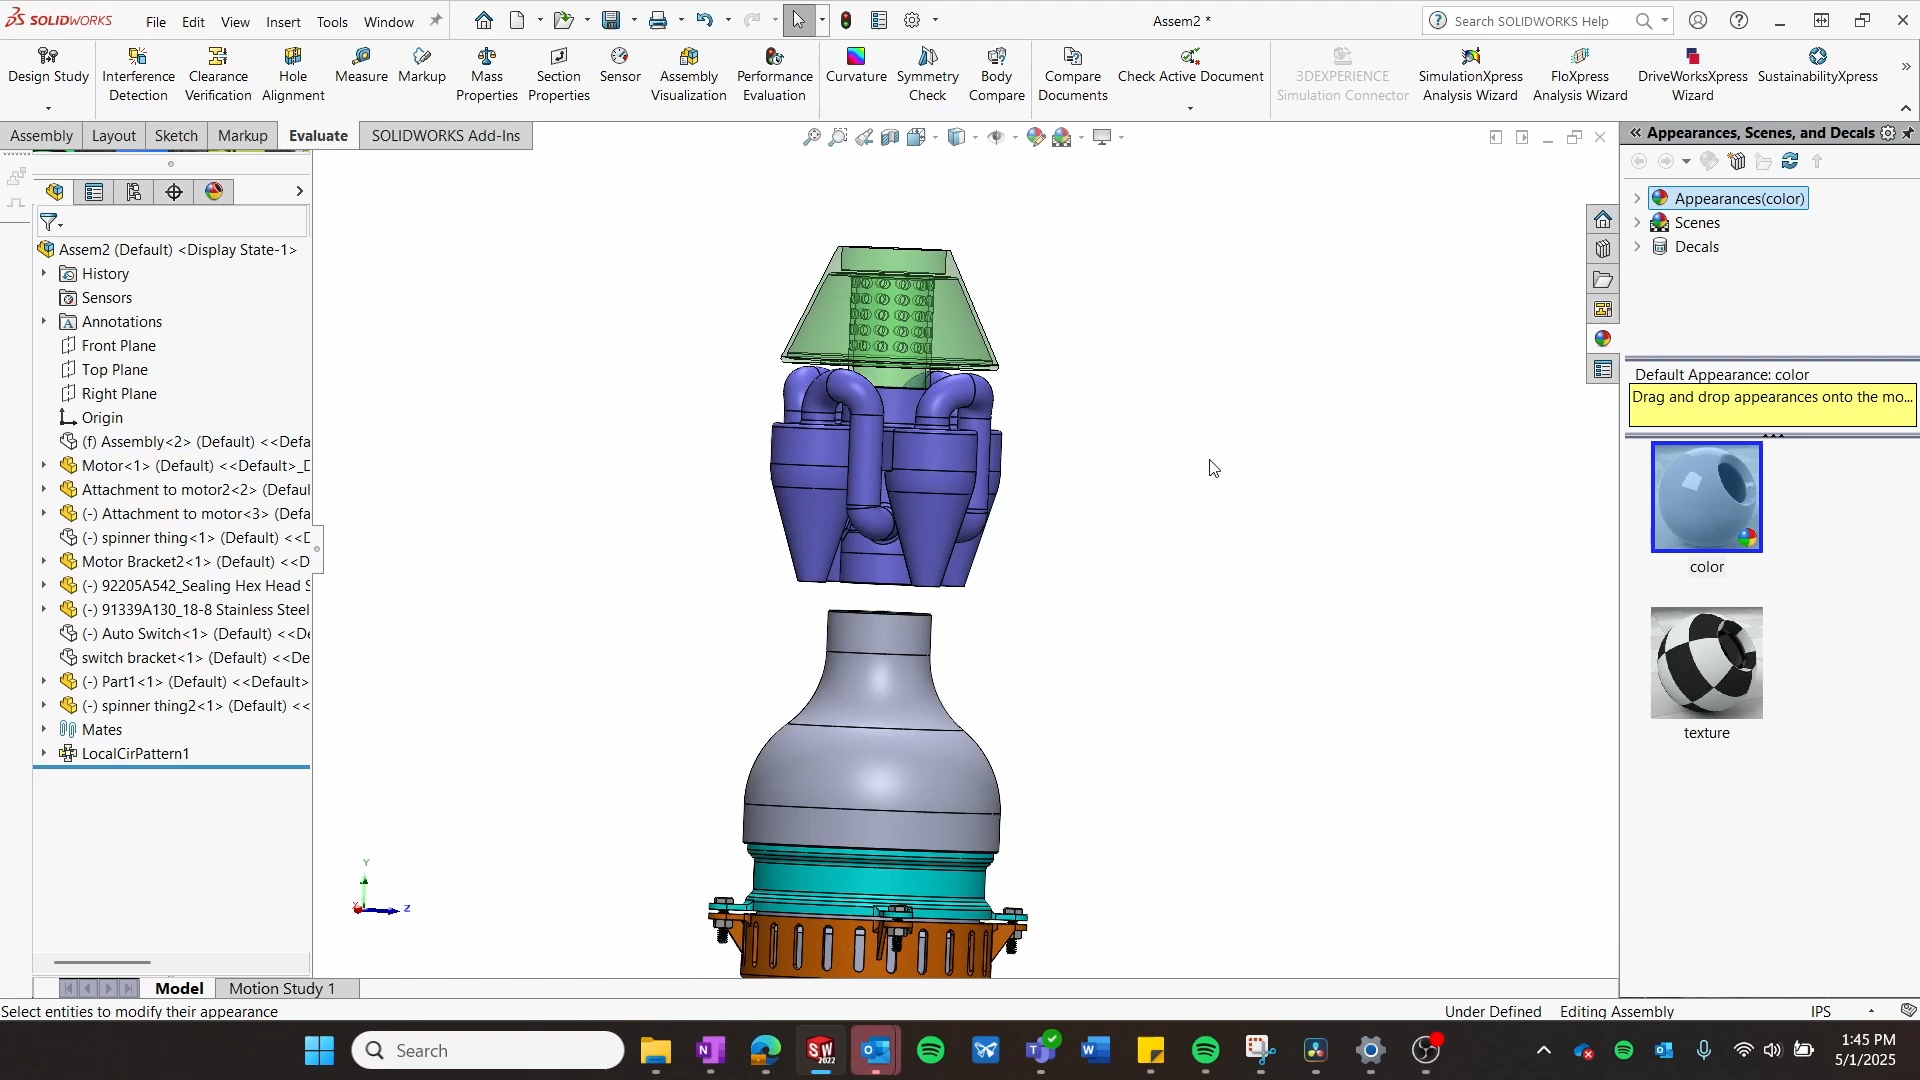 SOLIDWORKS
File Edit View Insert Tools Window
Assem2 *
Search SOLIDWORKS Help
Design Study
Interference Detection
Clearance Verification
Hole Alignment
Measure
Markup
Mass Properties
Section Properties
Sensor
Assembly Visualization
Performance Evaluation
Curvature
Symmetry Check
Body Compare
Compare Documents
Check Active Document
3DEXPERIENCE Simulation Connector
SimulationXpress Analysis Wizard
FloXpress Analysis Wizard
DriveWorksXpress Wizard
SustainabilityXpress
Assembly Layout Sketch Markup Evaluate SOLIDWORKS Add-Ins
Assem2 (Default) <Display State-1>
History
Sensors
Annotations
Front Plane
Top Plane
Right Plane
Origin
(f) Assembly<2> (Default) <<Defa
Motor<1> (Default) <<Default>_D
Attachment to motor2<2> (Defaul
(-) Attachment to motor<3> (Defa
(-) spinner thing<1> (Default) <<D
Motor Bracket2<1> (Default) <<D
(-) 92205A542_Sealing Hex Head S
(-) 91339A130_18-8 Stainless Steel
(-) Auto Switch<1> (Default) <<De
switch bracket<1> (Default) <<De
(-) Part1<1> (Default) <<Default>
(-) spinner thing2<1> (Default) <<
Mates
LocalCirPattern1
Y
X
Z
Appearances, Scenes, and Decals
Appearances(color)
Scenes
Decals
Default Appearance: color
Drag and drop appearances onto the mo...
color
texture
Model Motion Study 1
Select entities to modify their appearance
Under Defined Editing Assembly IPS
Search
SW
2022
1:45 PM
5/1/2025